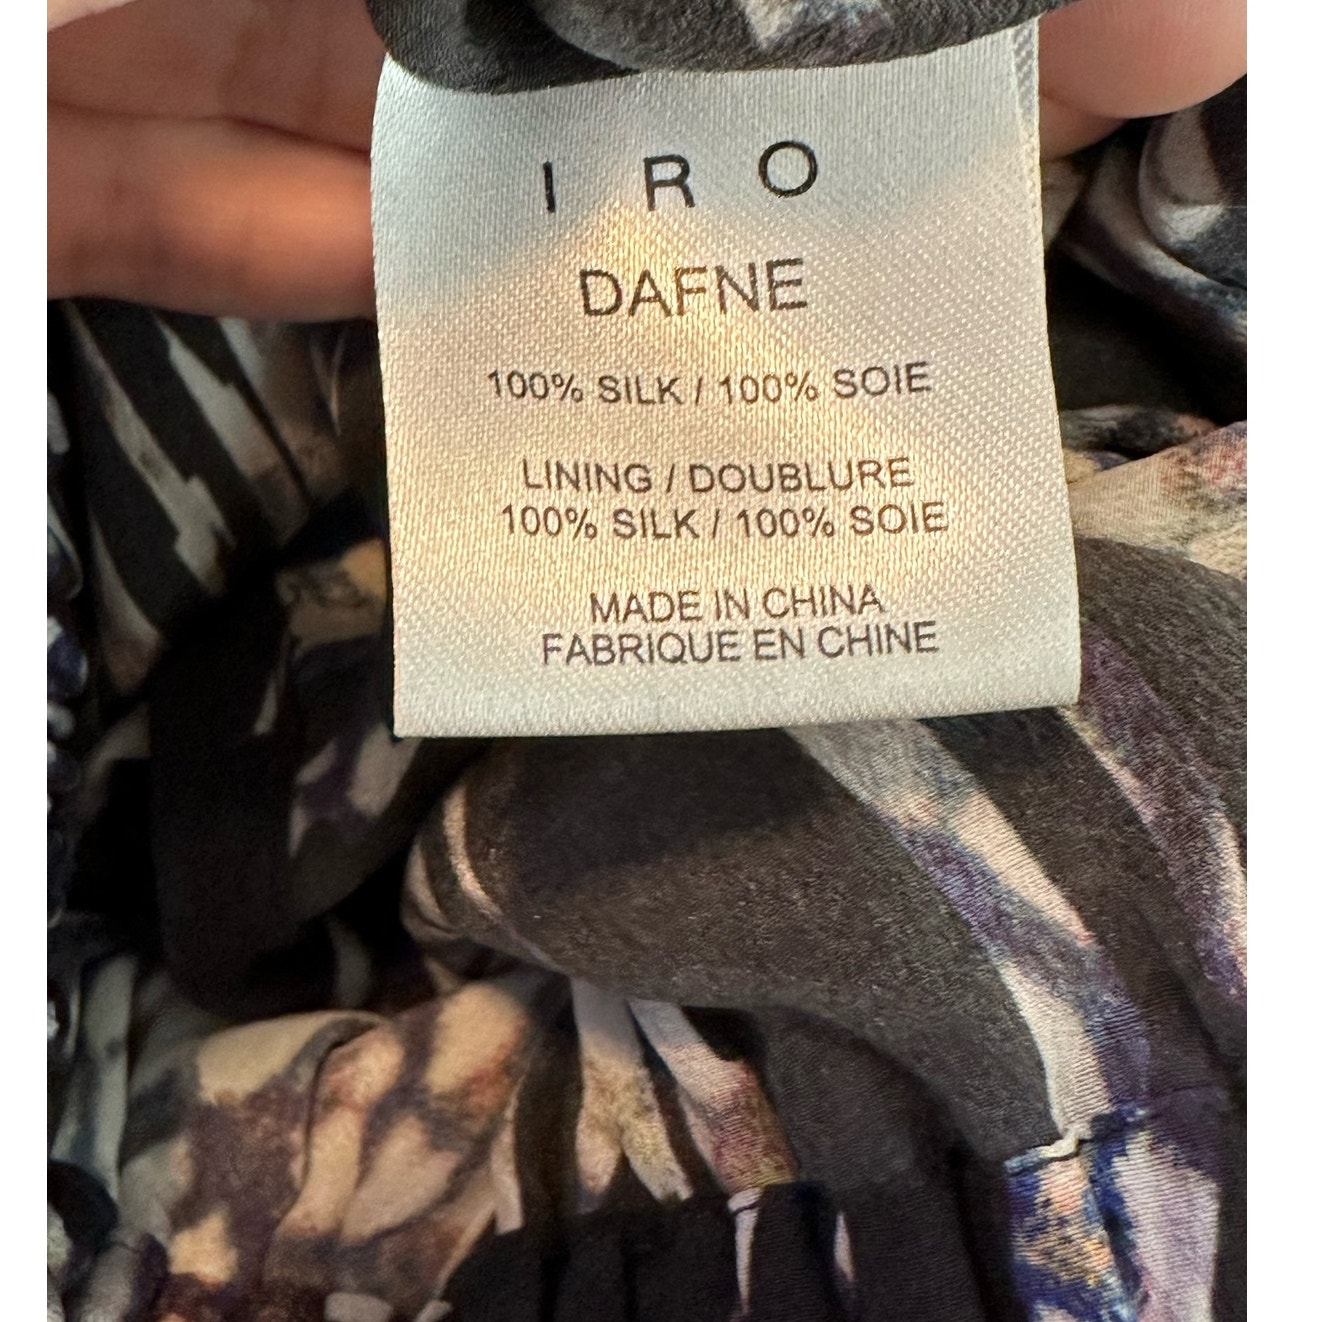 I R O
DAFNE
100% SILK / 100% SOIE
LINING / DOUBLURE
100% SILK / 100% SOIE
MADE IN CHINA
FABRIQUE EN CHINE